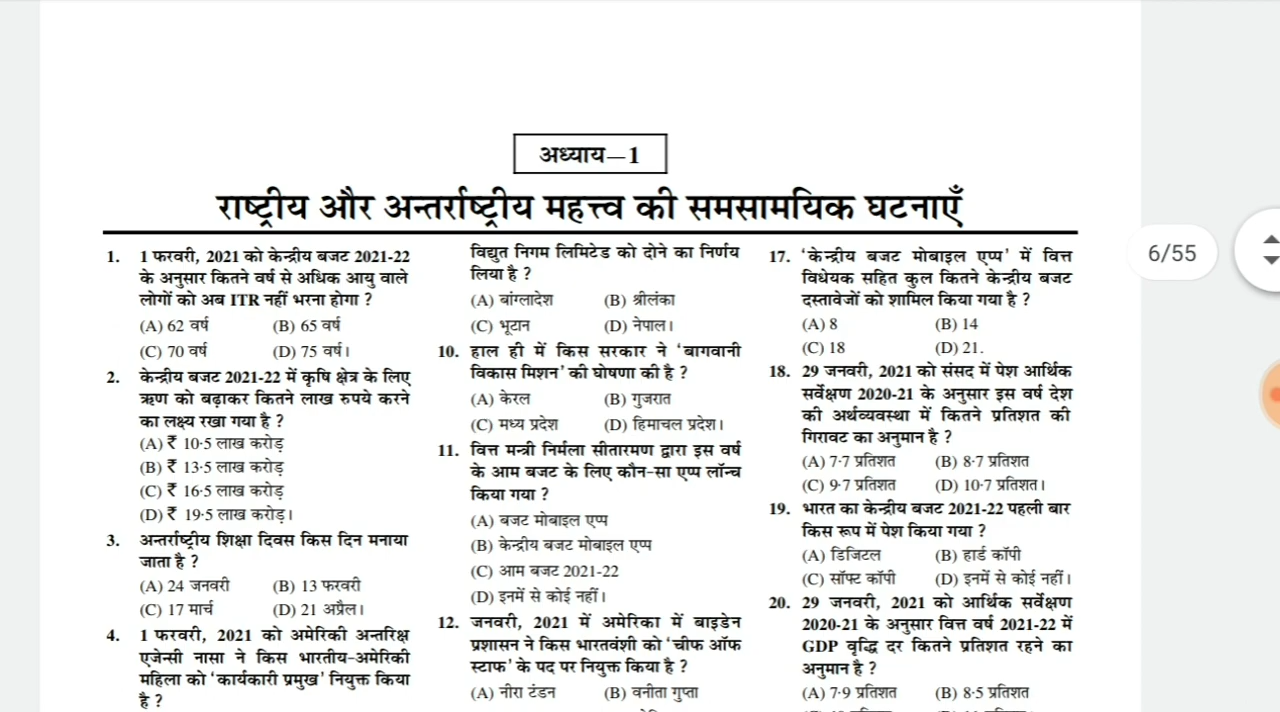 अध्याय—1
राष्ट्रीय और अन्तर्राष्ट्रीय महत्त्व की समसामयिक घटनाएँ
1. 1 फरवरी, 2021 को केन्द्रीय बजट 2021-22
के अनुसार कितने वर्ष से अधिक आयु वाले
लोगों को अब ITR नहीं भरना होगा ?
(A) 62 वर्ष (B) 65 वर्ष
(C) 70 वर्ष (D) 75 वर्ष।
2. केन्द्रीय बजट 2021-22 में कृषि क्षेत्र के लिए
ऋण को बढ़ाकर कितने लाख रुपये करने
का लक्ष्य रखा गया है ?
(A) ₹ 10·5 लाख करोड़
(B) ₹ 13·5 लाख करोड़
(C) ₹ 16·5 लाख करोड़
(D) ₹ 19·5 लाख करोड़।
3. अन्तर्राष्ट्रीय शिक्षा दिवस किस दिन मनाया
जाता है ?
(A) 24 जनवरी (B) 13 फरवरी
(C) 17 मार्च (D) 21 अप्रैल।
4. 1 फरवरी, 2021 को अमेरिकी अन्तरिक्ष
एजेन्सी नासा ने किस भारतीय-अमेरिकी
महिला को ‘कार्यकारी प्रमुख’ नियुक्त किया
है ?
विद्युत निगम लिमिटेड को दोने का निर्णय
लिया है ?
(A) बांग्लादेश (B) श्रीलंका
(C) भूटान (D) नेपाल।
10. हाल ही में किस सरकार ने ‘बागवानी
विकास मिशन’ की घोषणा की है ?
(A) केरल (B) गुजरात
(C) मध्य प्रदेश (D) हिमाचल प्रदेश।
11. वित्त मन्त्री निर्मला सीतारमण द्वारा इस वर्ष
के आम बजट के लिए कौन-सा एप्प लॉन्च
किया गया ?
(A) बजट मोबाइल एप्प
(B) केन्द्रीय बजट मोबाइल एप्प
(C) आम बजट 2021-22
(D) इनमें से कोई नहीं।
12. जनवरी, 2021 में अमेरिका में बाइडेन
प्रशासन ने किस भारतवंशी को ‘चीफ ऑफ
स्टाफ’ के पद पर नियुक्त किया है ?
(A) नीरा टंडन (B) वनीता गुप्ता
17. ‘केन्द्रीय बजट मोबाइल एप्प’ में वित्त
विधेयक सहित कुल कितने केन्द्रीय बजट
दस्तावेजों को शामिल किया गया है ?
(A) 8 (B) 14
(C) 18 (D) 21.
18. 29 जनवरी, 2021 को संसद में पेश आर्थिक
सर्वेक्षण 2020-21 के अनुसार इस वर्ष देश
की अर्थव्यवस्था में कितने प्रतिशत की
गिरावट का अनुमान है ?
(A) 7·7 प्रतिशत (B) 8·7 प्रतिशत
(C) 9·7 प्रतिशत (D) 10·7 प्रतिशत।
19. भारत का केन्द्रीय बजट 2021-22 पहली बार
किस रूप में पेश किया गया ?
(A) डिजिटल (B) हार्ड कॉपी
(C) सॉफ्ट कॉपी (D) इनमें से कोई नहीं।
20. 29 जनवरी, 2021 को आर्थिक सर्वेक्षण
2020-21 के अनुसार वित्त वर्ष 2021-22 में
GDP वृद्धि दर कितने प्रतिशत रहने का
अनुमान है ?
(A) 7·9 प्रतिशत (B) 8·5 प्रतिशत
6/55